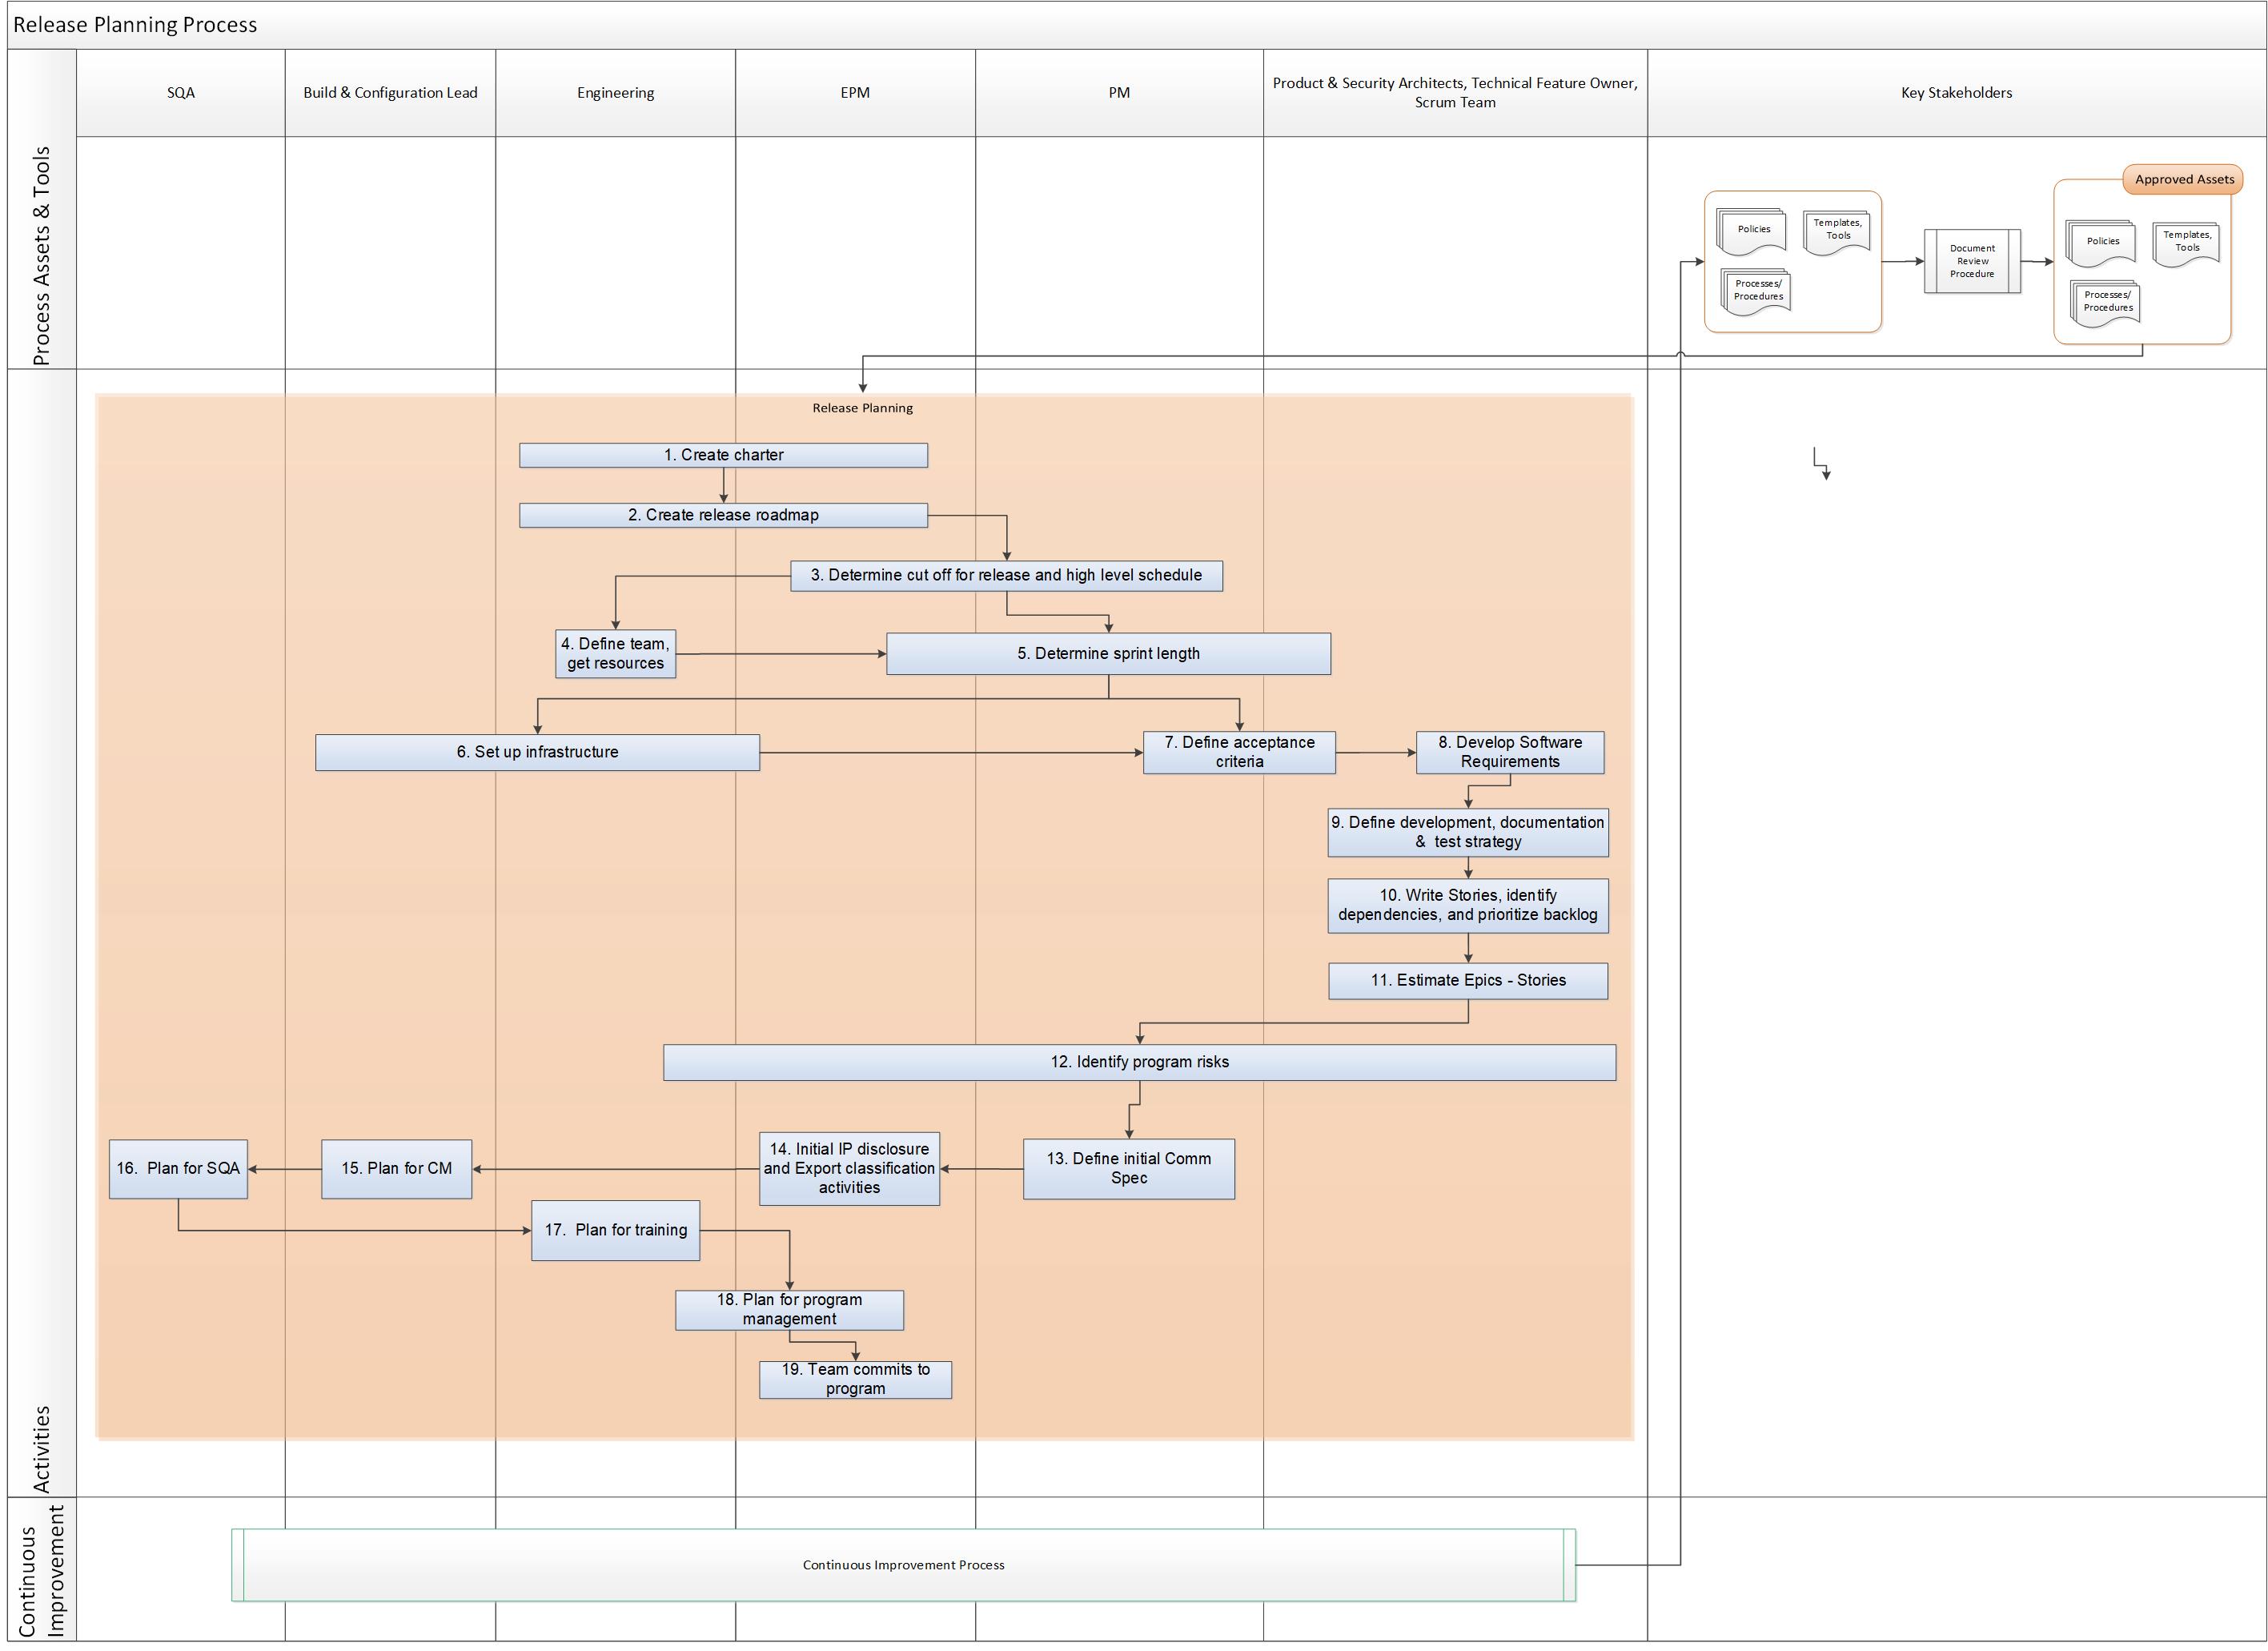 Release Planning Process
SQA
Build & Configuration Lead
Engineering
EPM
PM
Product & Security Architects, Technical Feature Owner,
Scrum Team
Key Stakeholders
Process Assets & Tools
Policies
Templates,
Tools
Processes/
Procedures
Document
Review
Procedure
Approved Assets
Policies
Templates,
Tools
Processes/
Procedures
Activities
Release Planning
1. Create charter
2. Create release roadmap
3. Determine cut off for release and high level schedule
4. Define team,
get resources
5. Determine sprint length
6. Set up infrastructure
7. Define acceptance
criteria
8. Develop Software
Requirements
9. Define development, documentation
& test strategy
10. Write Stories, identify
dependencies, and prioritize backlog
11. Estimate Epics - Stories
12. Identify program risks
13. Define initial Comm
Spec
14. Initial IP disclosure
and Export classification
activities
15. Plan for CM
16. Plan for SQA
17. Plan for training
18. Plan for program
management
19. Team commits to
program
Continuous
Improvement
Continuous Improvement Process